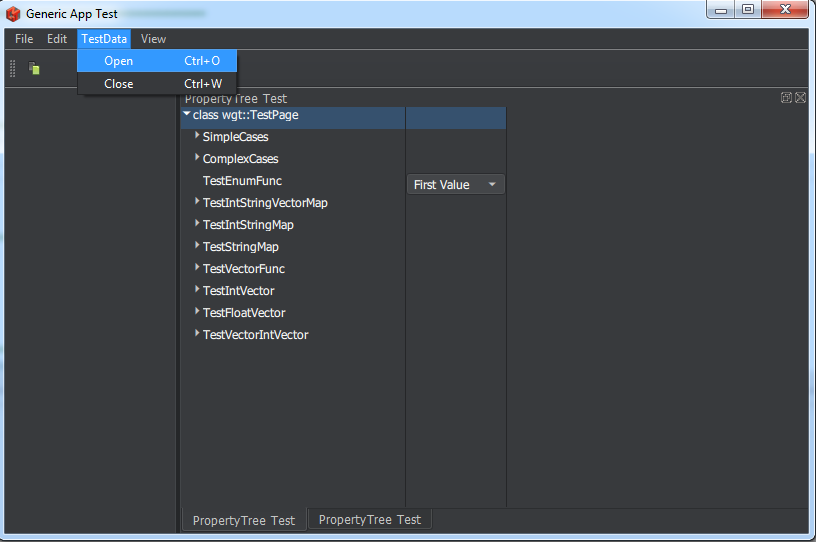 Generic App Test
File Edit TestData View
Open Ctrl+O
Close Ctrl+W
PropertyTree Test
class wgt::TestPage
SimpleCases
ComplexCases
TestEnumFunc First Value
TestIntStringVectorMap
TestIntStringMap
TestStringMap
TestVectorFunc
TestIntVector
TestFloatVector
TestVectorIntVector
PropertyTree Test PropertyTree Test